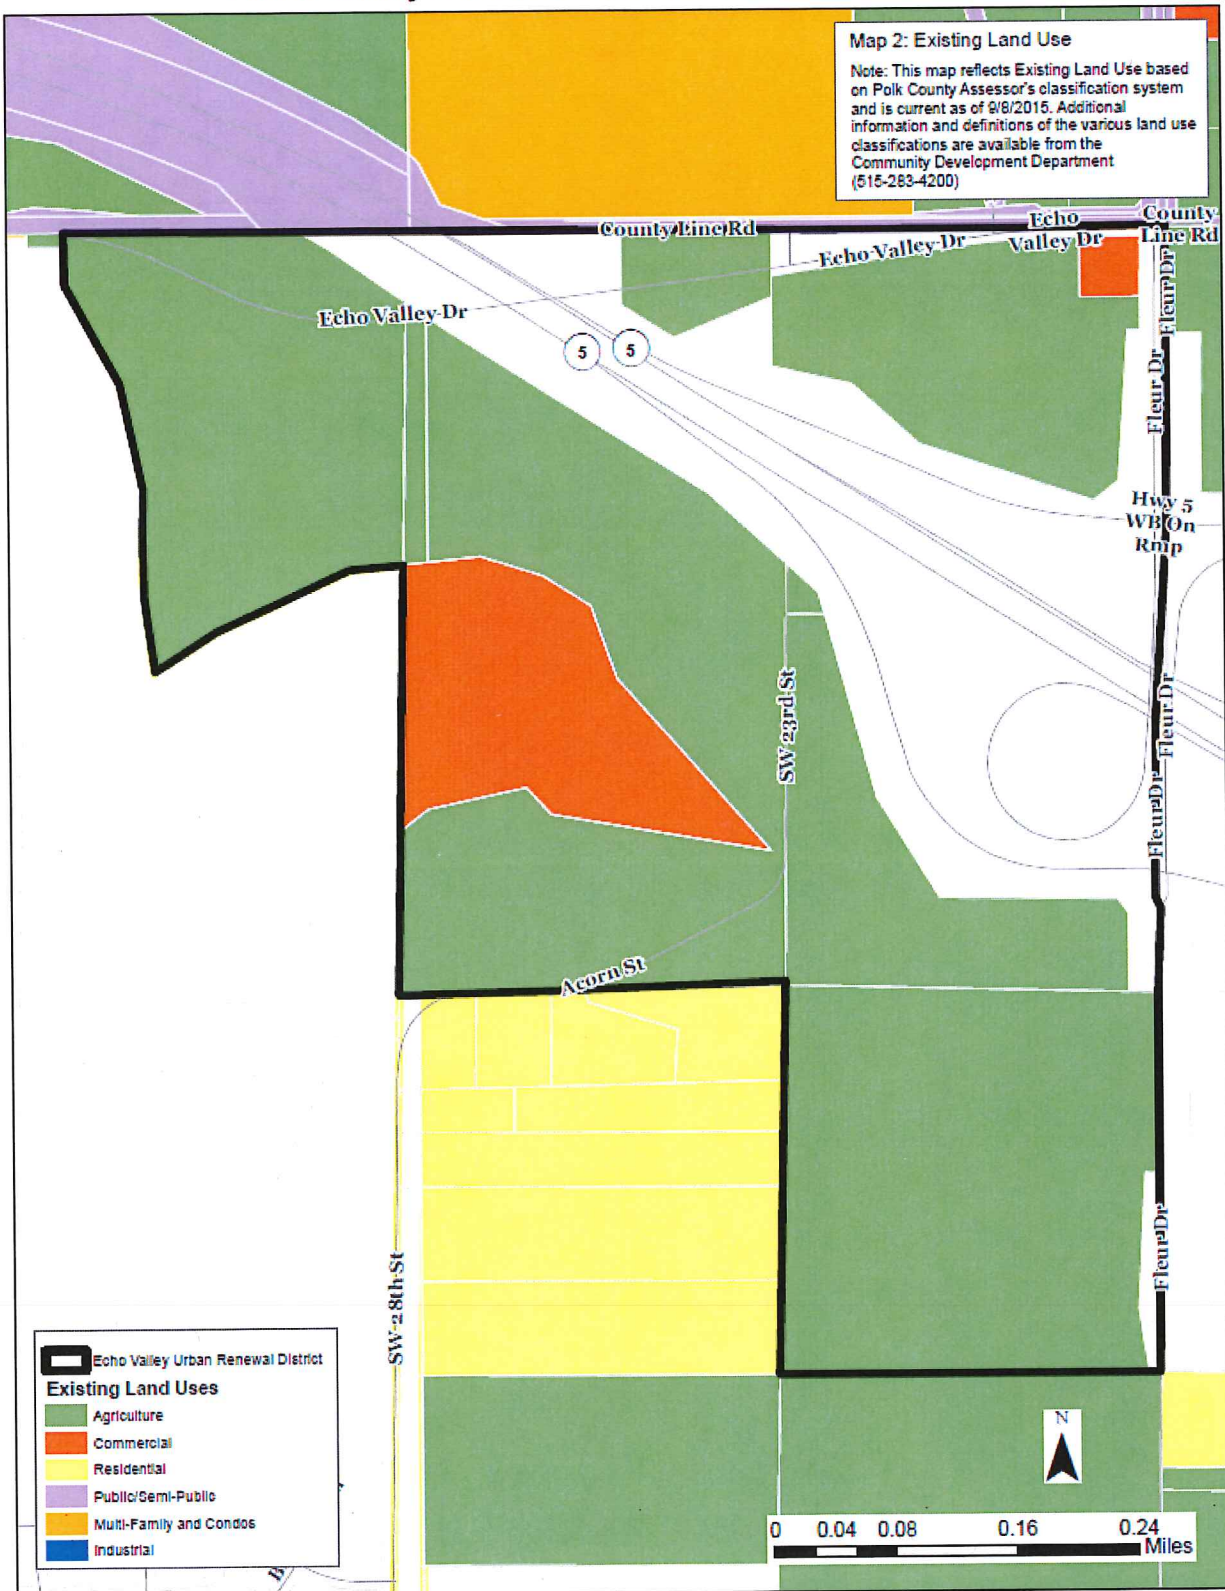 Map 2: Existing Land Use
Note: This map reflects Existing Land Use based
on Polk County Assessor's classification system
and is current as of 9/8/2015. Additional
information and definitions of the various land use
classifications are available from the
Community Development Department
(515-283-4200)
County Line Rd
Echo
Valley Dr
County
Line Rd
Echo Valley Dr
Echo Valley Dr
Fleur Dr
Fleur Dr
5
5
Hwy 5
WB On
Rmp
SW 23rd St
Fleur Dr
Fleur Dr
Acorn St
Fleur Dr
SW 28th St
Echo Valley Urban Renewal District
Existing Land Uses
Agriculture
Commercial
Residential
Public/Semi-Public
Multi-Family and Condos
Industrial
B
N
0 0.04 0.08 0.16 0.24
Miles